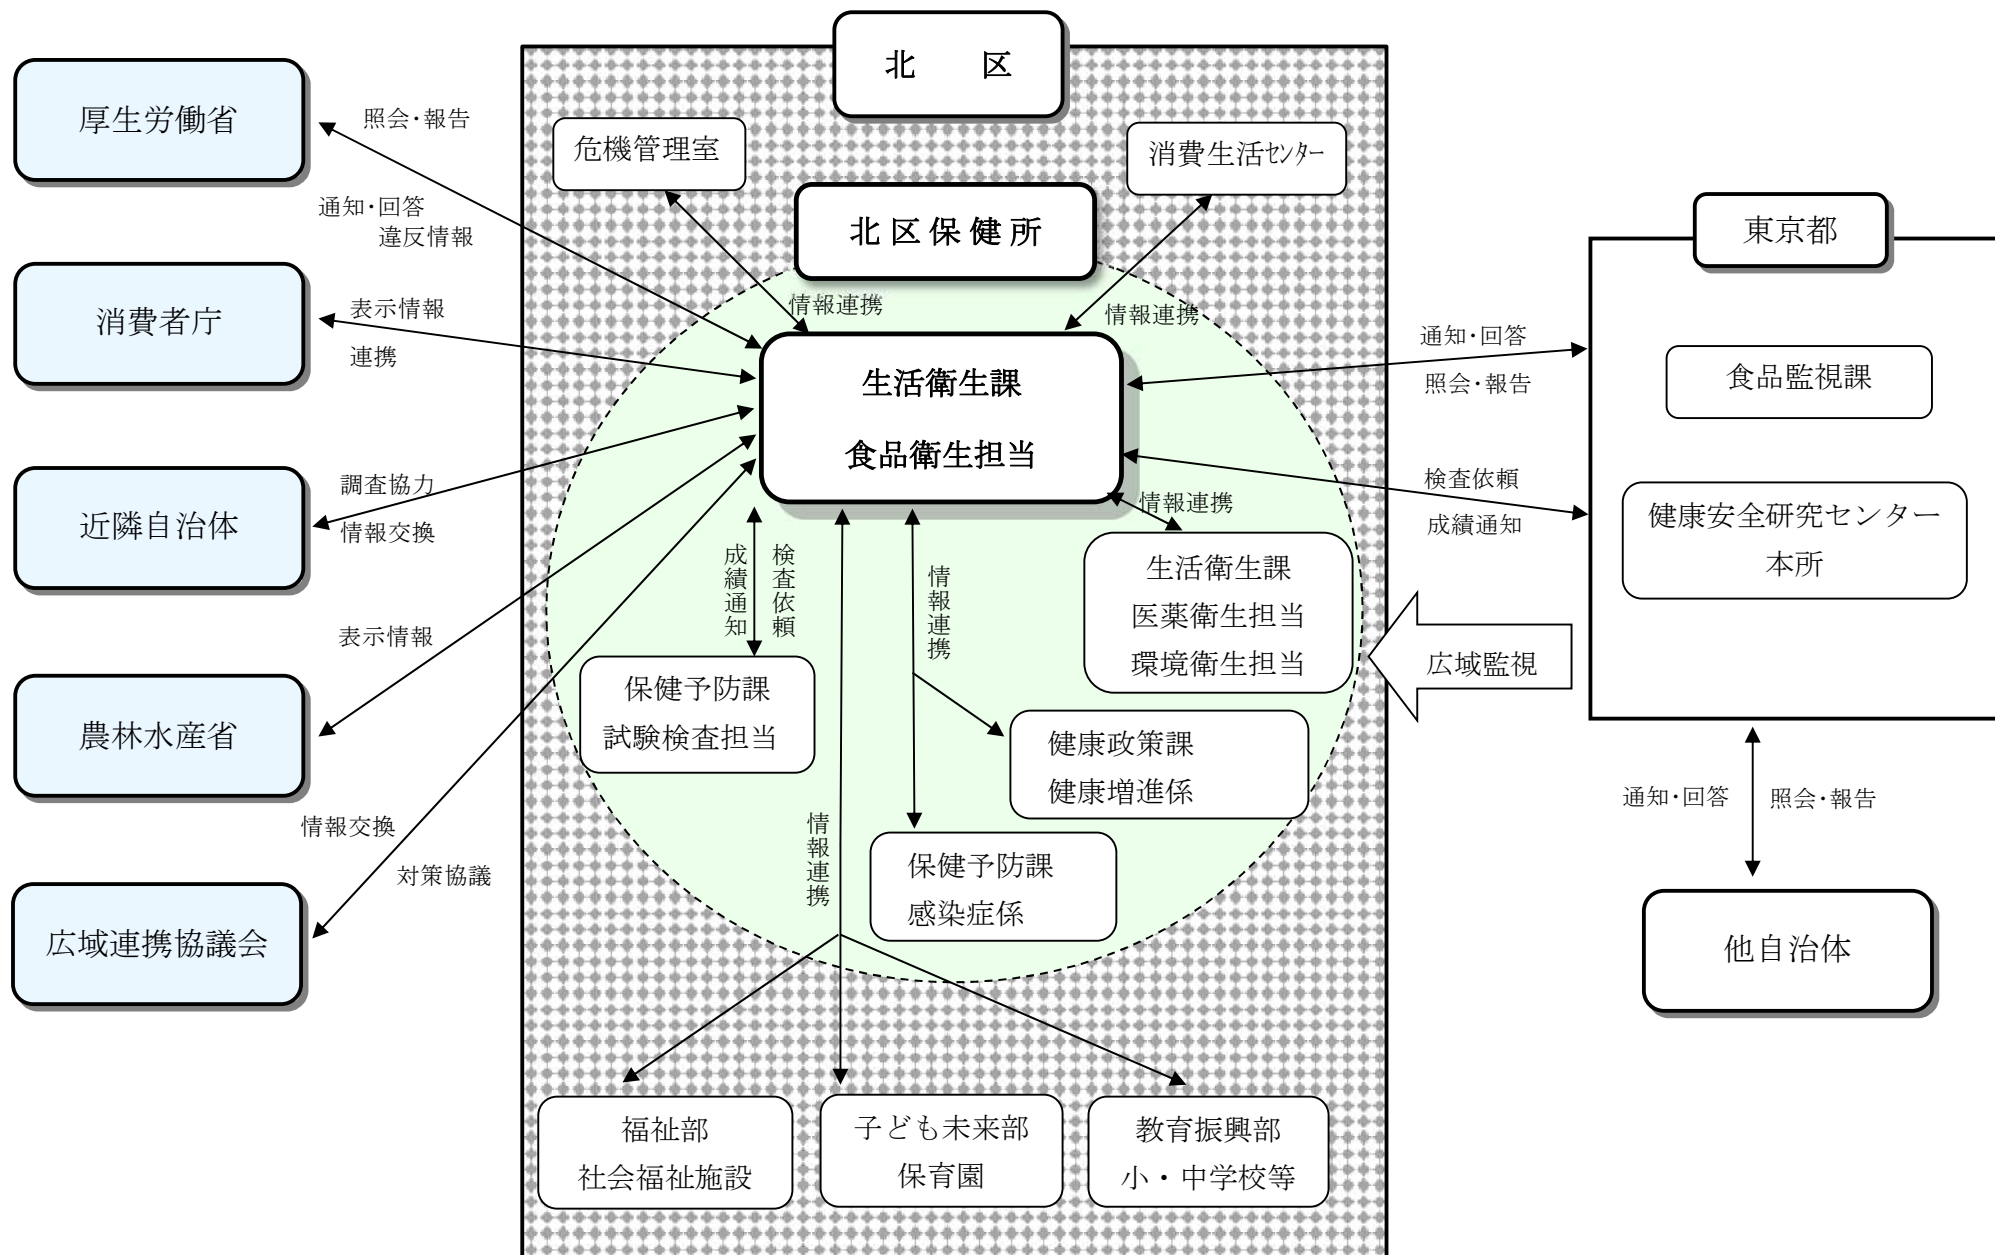 北　区
厚生労働省
照会・報告
通知・回答
違反情報
消費者庁
表示情報
連携
近隣自治体
調査協力
情報交換
農林水産省
表示情報
広域連携協議会
情報交換
対策協議
危機管理室
消費生活ｾﾝﾀｰ
北区保健所
情報連携
情報連携
生活衛生課
食品衛生担当
情報連携
成績通知
検査依頼
情報連携
生活衛生課
医薬衛生担当
環境衛生担当
保健予防課
試験検査担当
健康政策課
健康増進係
情報連携
保健予防課
感染症係
福祉部
社会福祉施設
子ども未来部
保育園
教育振興部
小・中学校等
東京都
通知・回答
照会・報告
食品監視課
検査依頼
成績通知
健康安全研究センター
本所
広域監視
通知・回答
照会・報告
他自治体